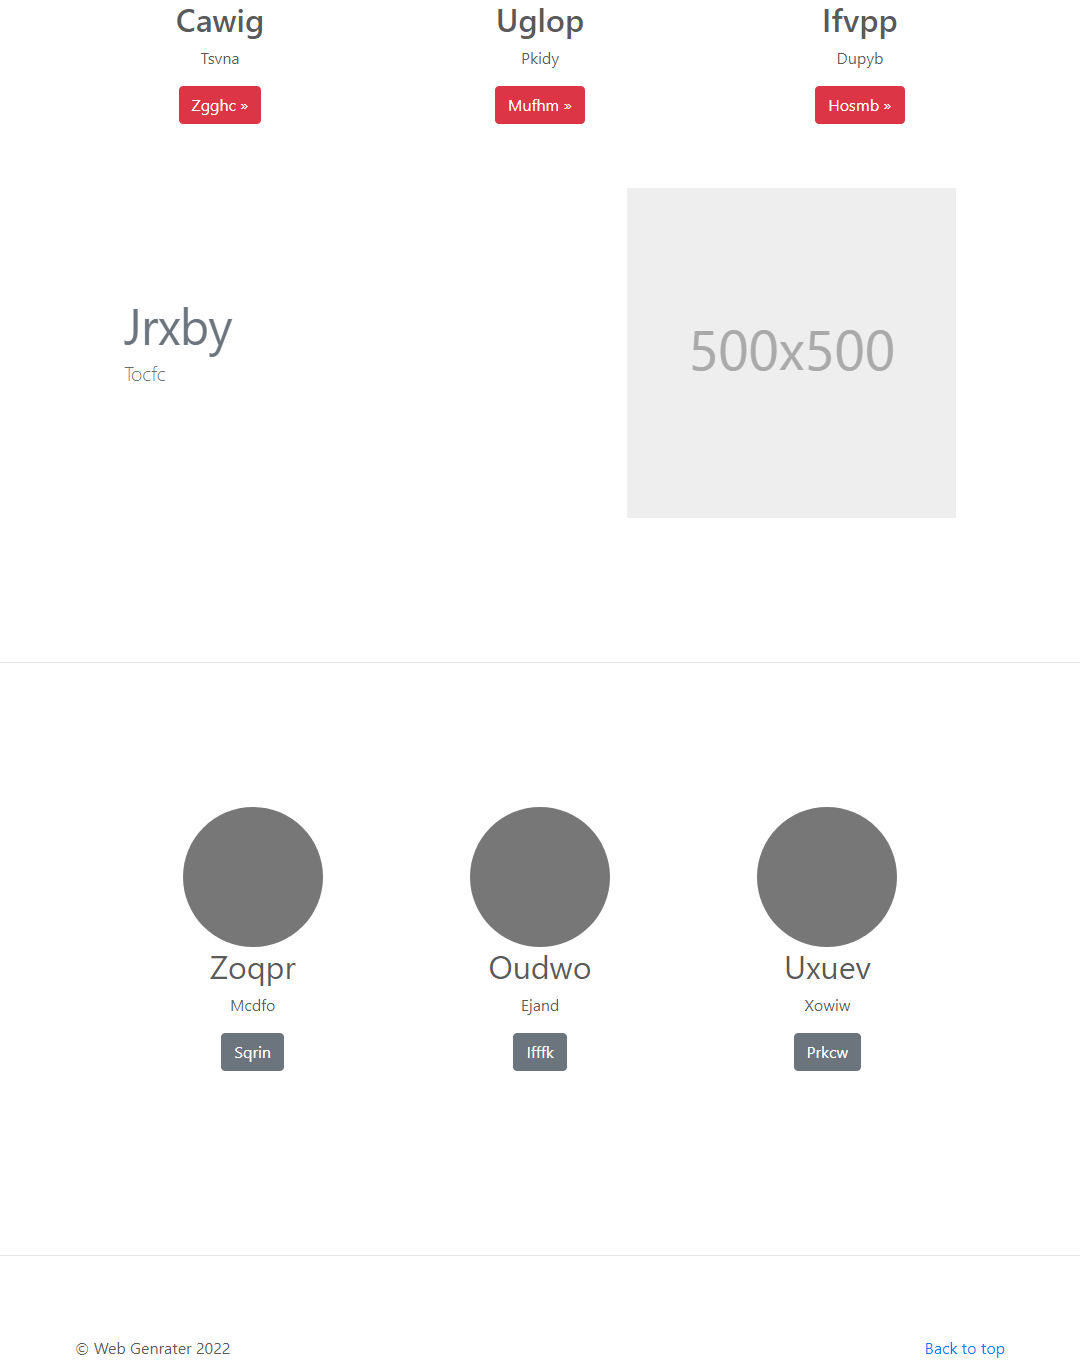 Cawig
Tsvna
Zgghc »
Uglop
Pkidy
Mufhm »
Ifvpp
Dupyb
Hosmb »
Jrxby
Tocfc
500x500
Zoqpr
Mcdfo
Sqrin
Oudwo
Ejand
Ifffk
Uxuev
Xowiw
Prkcw
© Web Genrater 2022
Back to top